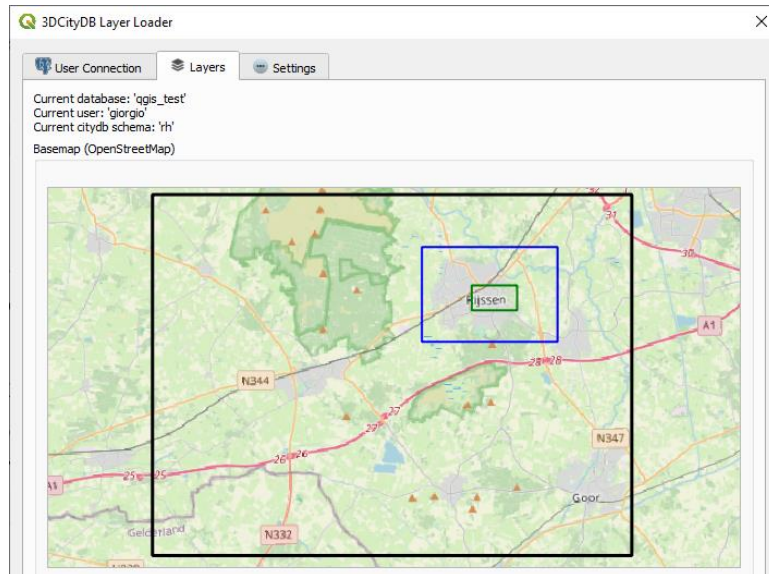 3DCityDB Layer Loader
User Connection
Layers
Settings
Current database: 'qgis_test'
Current user: 'giorgio'
Current citydb schema: 'rh'
Basemap (OpenStreetMap)
31
30
Rijssen
A1
28 28
N344
27
27
N347
26 26
25 25
A1
Goor
Gelderland
N332